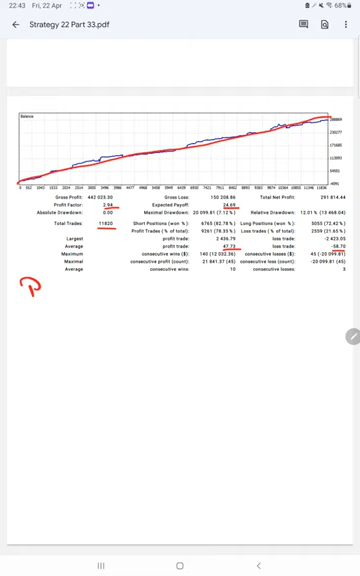 22:43 Fri, 22 Apr 68%
Strategy 22 Part 33.pdf
Balance
Gross Profit: 442 023.30 Gross Loss: 150 208.86 Total Net Profit: 291 814.44
Profit Factor: 2.94 Expected Payoff: 24.69
Absolute Drawdown: 0.00 Maximal Drawdown: 20 099.81 (7.12%) Relative Drawdown: 12.01% (13 468.04)
Total Trades: 11820 Short Positions (won %) 6765 (82.78%) Long Positions (won %) 5055 (72.42%)
Profit Trades (% of total) 9261 (78.35%) Loss trades (% of total) 2559 (21.65%)
Largest profit trade: 2 436.79 loss trade: -2 423.05
Average profit trade: 47.73 loss trade: -58.70
Maximum consecutive wins ($) 140 (12 032.36) consecutive losses ($) 45 (-20 099.81)
Maximal consecutive profit (count) 21 841.37 (45) consecutive loss (count) -20 099.81 (45)
Average consecutive wins: 10 consecutive losses: 3